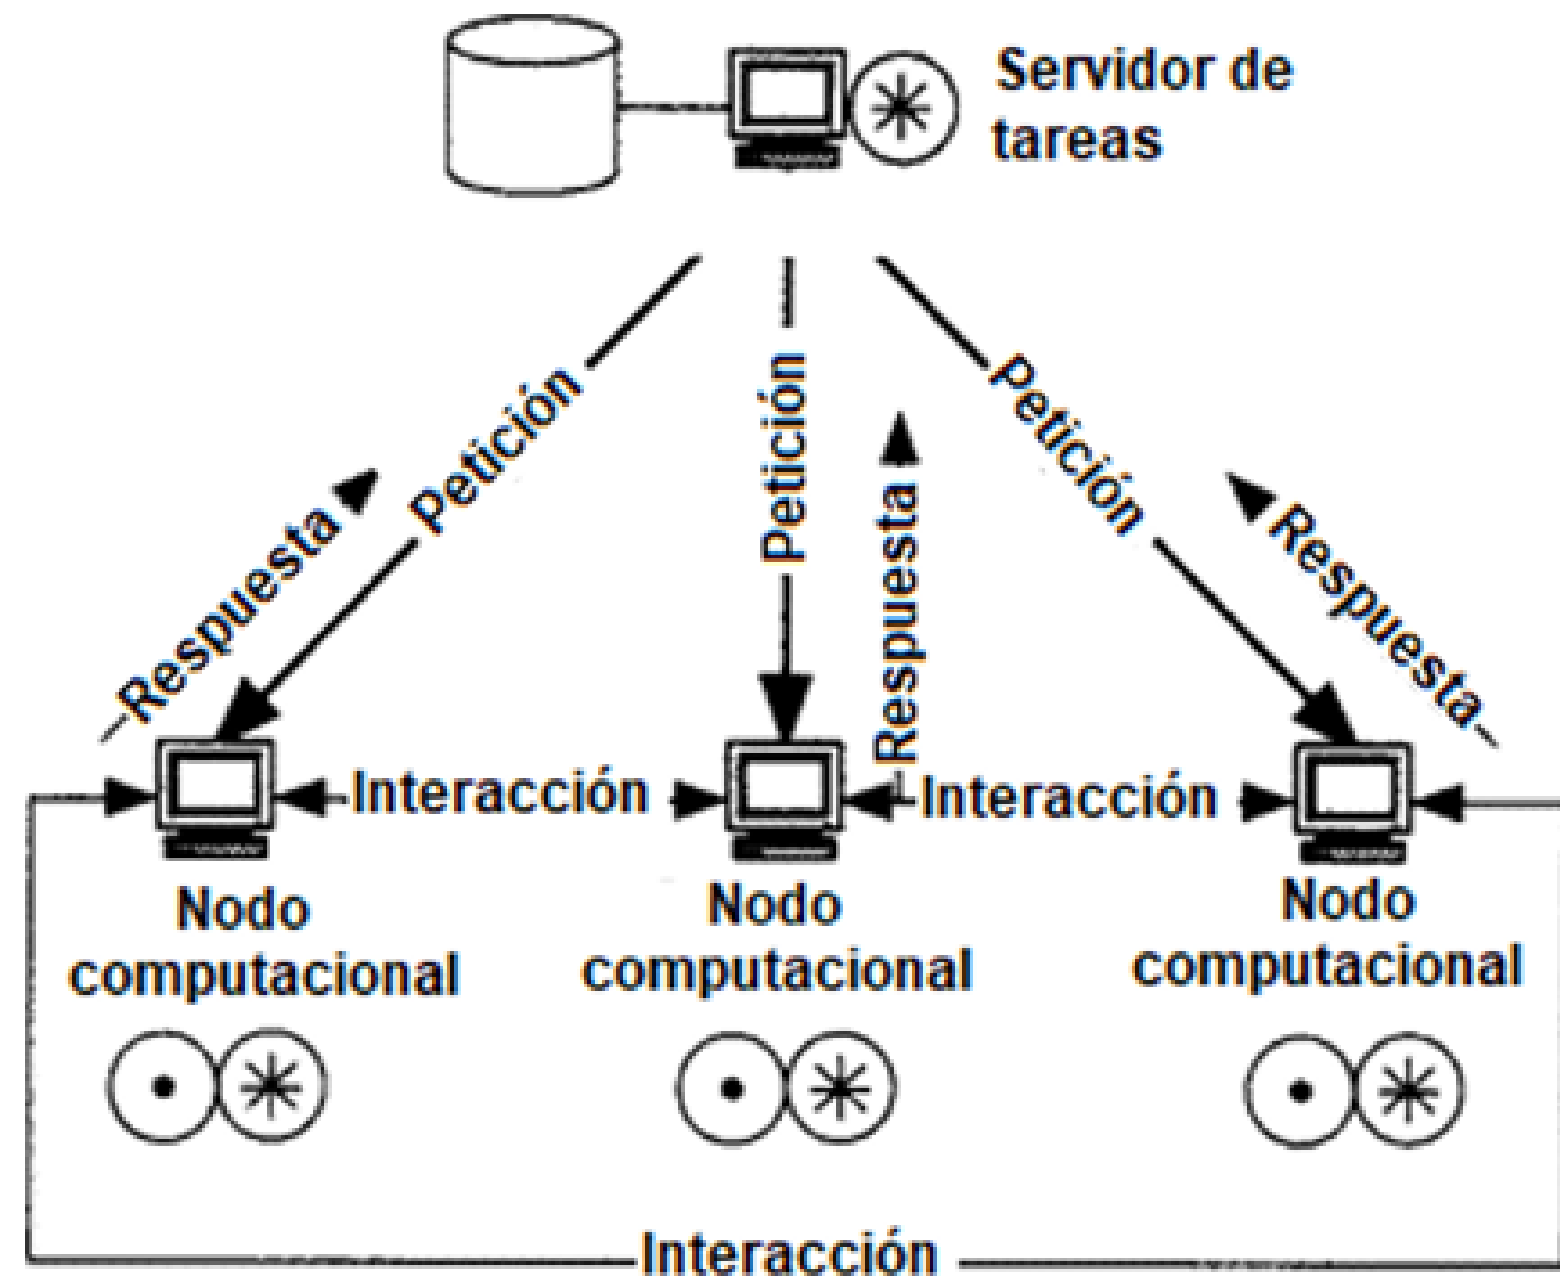 Servidor de
tareas
Petición
Petición
Petición
Respuesta
Respuesta
Respuesta
Interacción
Interacción
Nodo
computacional
Nodo
computacional
Nodo
computacional
Interacción